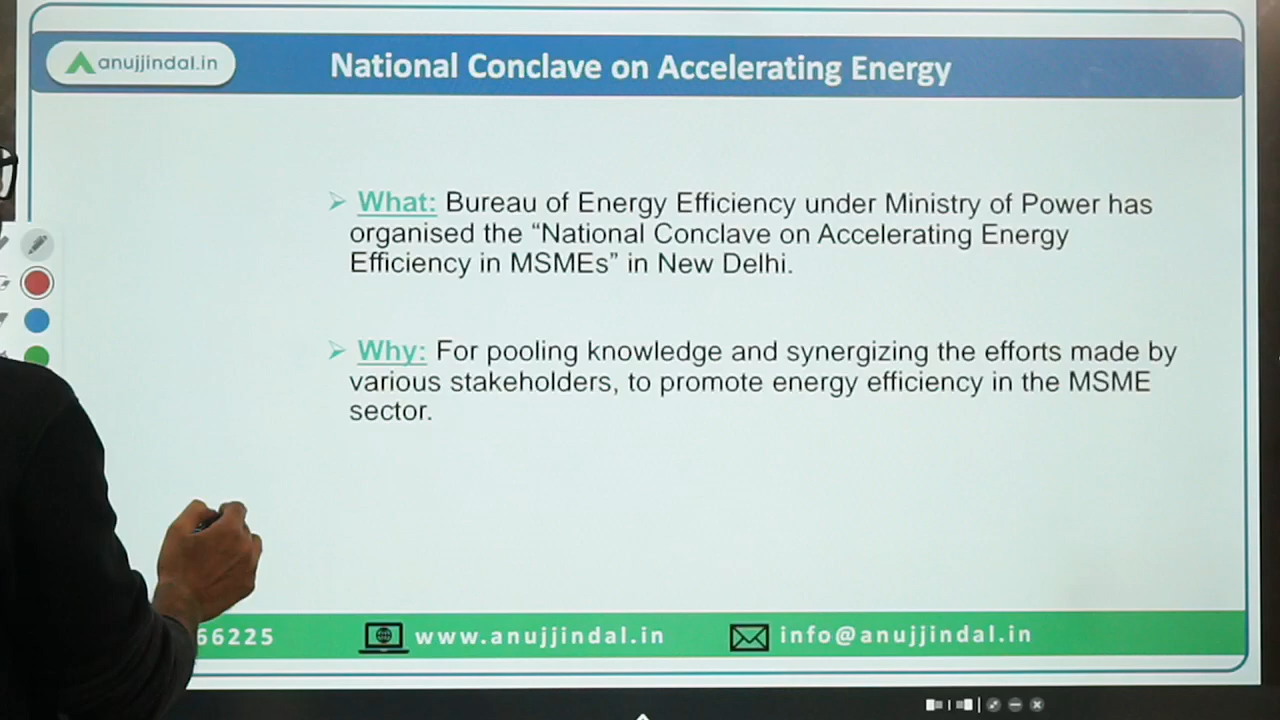 anujjindal.in
National Conclave on Accelerating Energy
What: Bureau of Energy Efficiency under Ministry of Power has
organised the “National Conclave on Accelerating Energy
Efficiency in MSMEs” in New Delhi.
Why: For pooling knowledge and synergizing the efforts made by
various stakeholders, to promote energy efficiency in the MSME
sector.
66225 www.anujjindal.in info@anujjindal.in